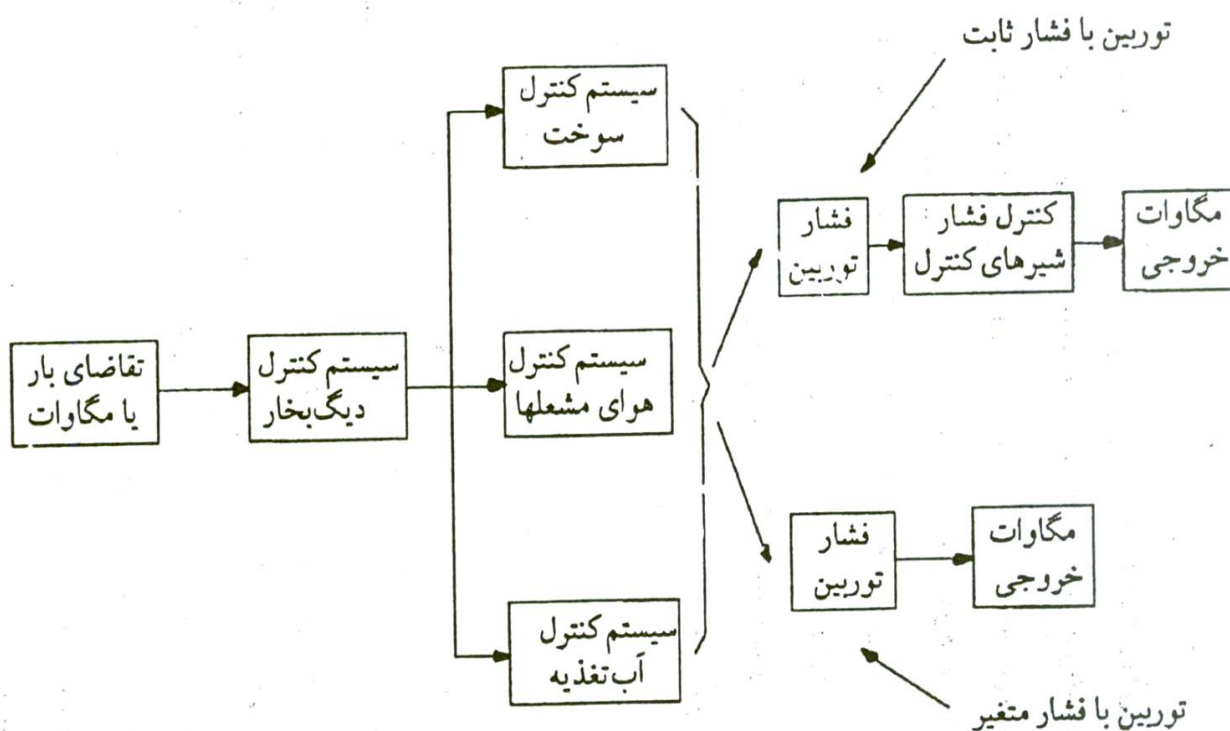 توربین با فشار ثابت
سیستم کنترل
سوخت
فشار
توربین
کنترل فشار
شیرهای کنترل
مگاوات
خروجی
تقاضای بار
یا مگاوات
سیستم کنترل
دیگ‌بخار
سیستم کنترل
هوای مشعلها
فشار
توربین
مگاوات
خروجی
سیستم کنترل
آب تغذیه
توربین با فشار متغیر